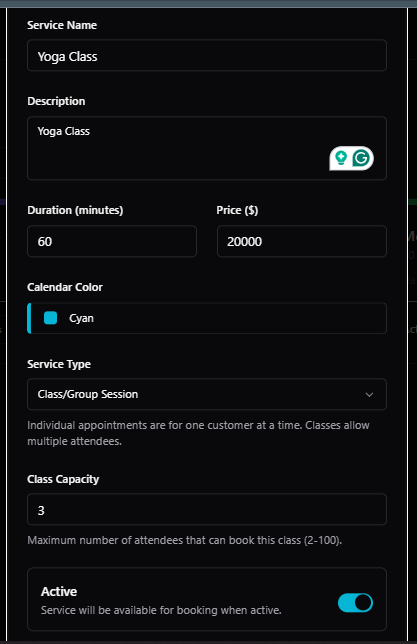 Service Name
Yoga Class
Description
Yoga Class
Duration (minutes)
Price ($)
60
20000
Calendar Color
Cyan
Service Type
Class/Group Session
Individual appointments are for one customer at a time. Classes allow
multiple attendees.
Class Capacity
3
Maximum number of attendees that can book this class (2-100).
Active
Service will be available for booking when active.